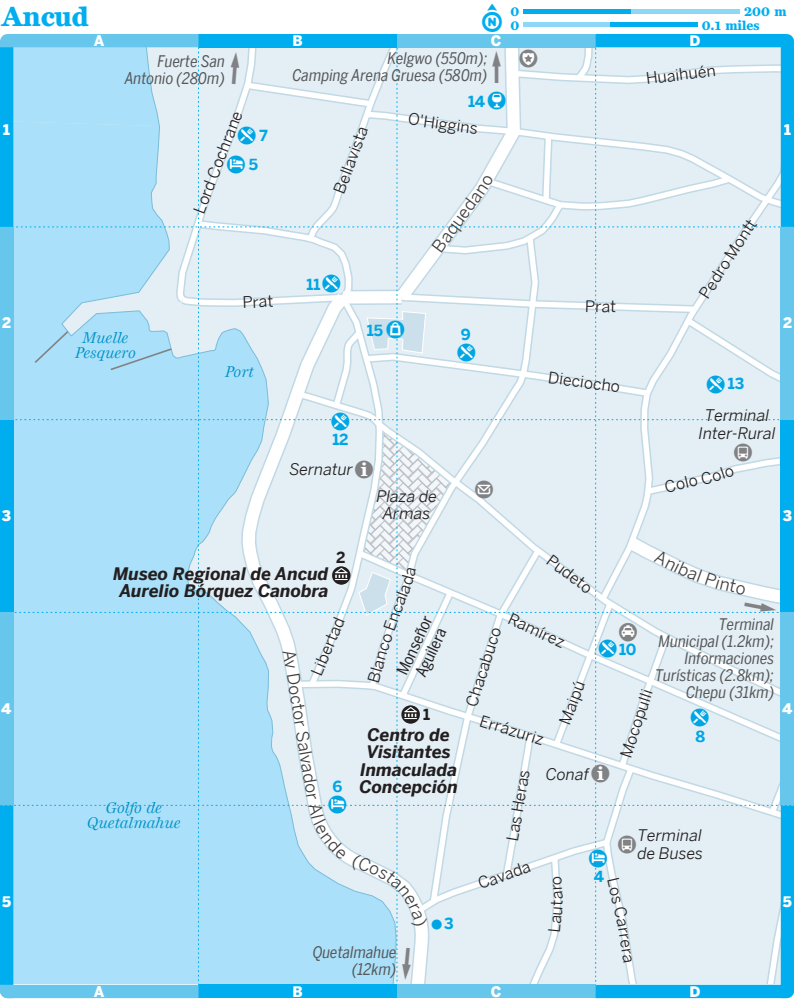 Ancud
N
0 200 m
0 0.1 miles
A B C D
Fuerte San
Antonio (280m)
Kelgwo (550m);
Camping Arena Gruesa (580m)
Huaihuén
14
O'Higgins
1 1
7
5
Lord Cochrane
Bellavista
Baquedano
Pedro Montt
11
Prat
Prat
2 2
15
9
Muelle
Pesquero
Port
Dieciocho
13
12
Terminal
Inter-Rural
Sernatur
Colo Colo
Plaza de
Armas
3 3
2
Museo Regional de Ancud
Aurelio Bórquez Canobra
Pudeto
Aníbal Pinto
Blanco Encalada
Libertad
Monseñor
Aguilera
Ramírez
Chacabuco
10
Terminal
Municipal (1.2km);
Informaciones
Turísticas (2.8km);
Chepu (31km)
Av Doctor Salvador Allende (Costanera)
4 4
1
Centro de
Visitantes
Inmaculada
Concepción
Errázuriz
Maipú
Mocopulli
8
Conaf
6
Golfo de
Quetalmahue
Las Heras
Terminal
de Buses
4
Cavada
Lautaro
Los Carrera
5 5
3
Quetalmahue
(12km)
A B C D